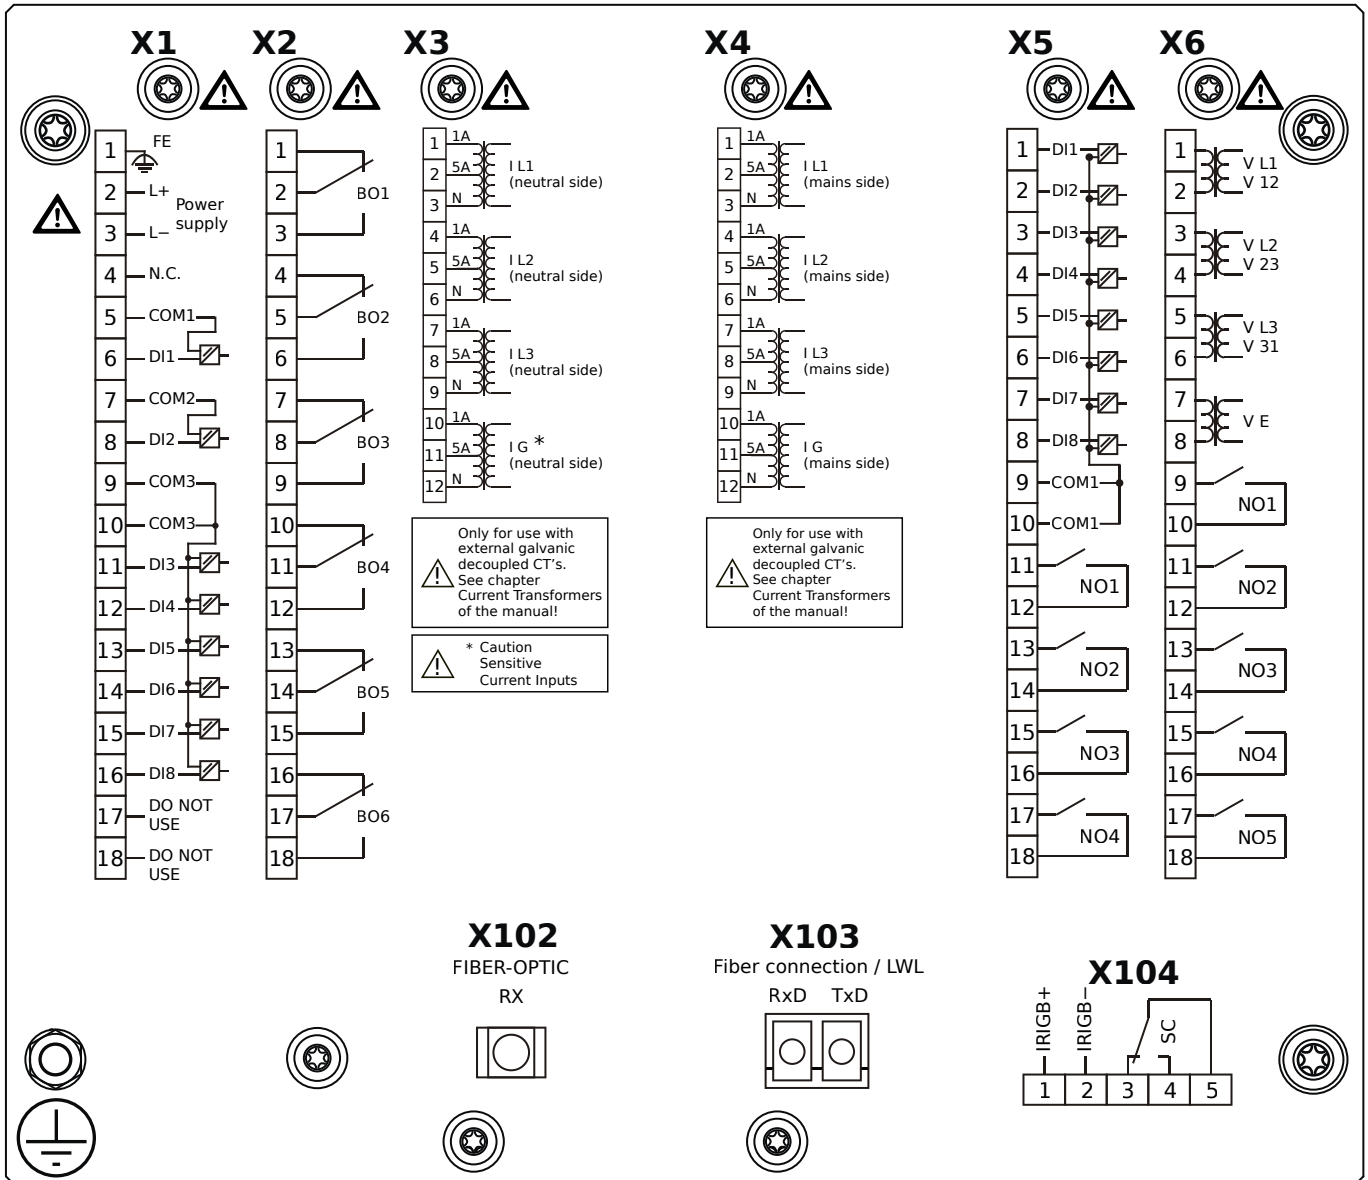 X1
1
FE
2
L+
Power
supply
3
L−
4
N.C.
5
COM1
6
DI1
7
COM2
8
DI2
9
COM3
10
COM3
11
DI3
12
DI4
13
DI5
14
DI6
15
DI7
16
DI8
17
DO NOT
USE
18
DO NOT
USE
X2
1
2
BO1
3
4
5
BO2
6
7
8
BO3
9
10
11
BO4
12
13
14
BO5
15
16
17
BO6
18
X3
1 1A
2 5A
3 N
I L1
(neutral side)
4 1A
5 5A
6 N
I L2
(neutral side)
7 1A
8 5A
9 N
I L3
(neutral side)
10 1A
11 5A
12 N
I G *
(neutral side)
Only for use with
external galvanic
decoupled CT’s.
See chapter
Current Transformers
of the manual!
* Caution
Sensitive
Current Inputs
X4
1 1A
2 5A
3 N
I L1
(mains side)
4 1A
5 5A
6 N
I L2
(mains side)
7 1A
8 5A
9 N
I L3
(mains side)
10 1A
11 5A
12 N
I G
(mains side)
Only for use with
external galvanic
decoupled CT’s.
See chapter
Current Transformers
of the manual!
X5
1 DI1
2 DI2
3 DI3
4 DI4
5 DI5
6 DI6
7 DI7
8 DI8
9 COM1
10 COM1
11
NO1
12
13
NO2
14
15
NO3
16
17
NO4
18
X6
1
V L1
V 12
2
3
V L2
V 23
4
5
V L3
V 31
6
7
V E
8
9
NO1
10
11
NO2
12
13
NO3
14
15
NO4
16
17
NO5
18
X102
FIBER-OPTIC
RX
X103
Fiber connection / LWL
RxD TxD
X104
IRIGB+
IRIGB−
SC
1 2 3 4 5